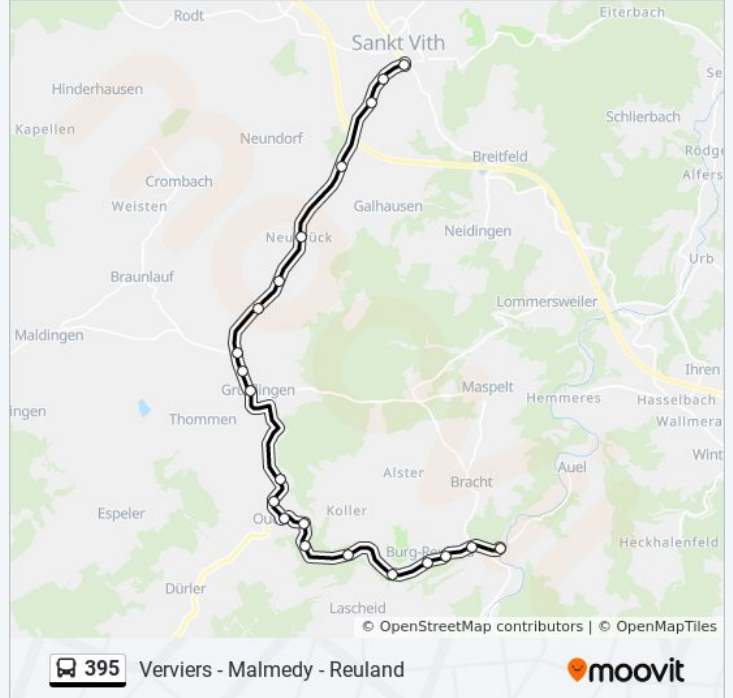 Rodt
Eiterbach
Sankt Vith
Hinderhausen
Schlierbach
Kapellen
Neundorf
Breitfeld
Crombach
Weisten
Galhausen
Neidingen
Urb
Braunlauf
Lommersweiler
Maldingen
Ihren
Maspelt
Hemmeres
Hasselbach
Thommen
Wallmera
Wint
Alster
Auel
Bracht
Espeler
Koller
Heckhalenfeld
Dürler
Lascheid
© OpenStreetMap contributors | © OpenMapTiles
395 Verviers - Malmedy - Reuland
moovit